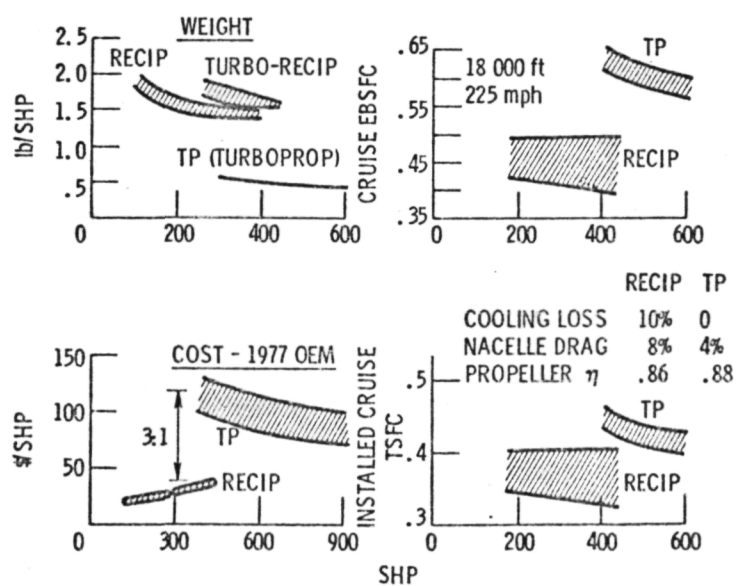 WEIGHT
2.5
2.0
1.5
1.0
.5
0
200
400
600
lb/SHP
RECIP
TURBO-RECIP
TP (TURBOPROP)
.65
.55
.45
.35
0
200
400
600
CRUISE EBSFC
18 000 ft
225 mph
TP
RECIP
COST - 1977 OEM
150
100
50
0
300
600
900
$/SHP
3:1
TP
RECIP
RECIP TP
COOLING LOSS 10% 0
NACELLE DRAG 8% 4%
PROPELLER η .86 .88
.5
.4
.3
0
200
400
600
INSTALLED CRUISE
TSFC
TP
RECIP
SHP